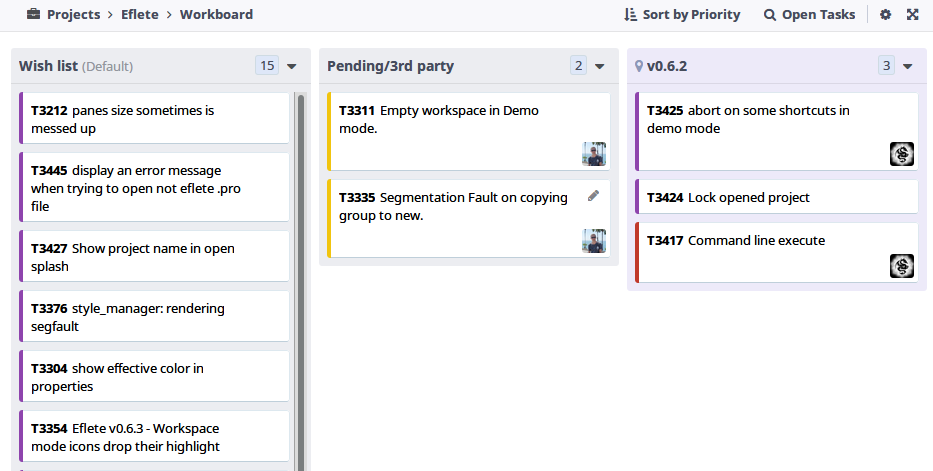 Projects > Eflete > Workboard
Sort by Priority
Open Tasks
Wish list (Default)
15
T3212 panes size sometimes is
messed up
T3445 display an error message
when trying to open not eflete .pro
file
T3427 Show project name in open
splash
T3376 style_manager: rendering
segfault
T3304 show effective color in
properties
T3354 Eflete v0.6.3 - Workspace
mode icons drop their highlight
Pending/3rd party
2
T3311 Empty workspace in Demo
mode.
T3335 Segmentation Fault on copying
group to new.
v0.6.2
3
T3425 abort on some shortcuts in
demo mode
T3424 Lock opened project
T3417 Command line execute